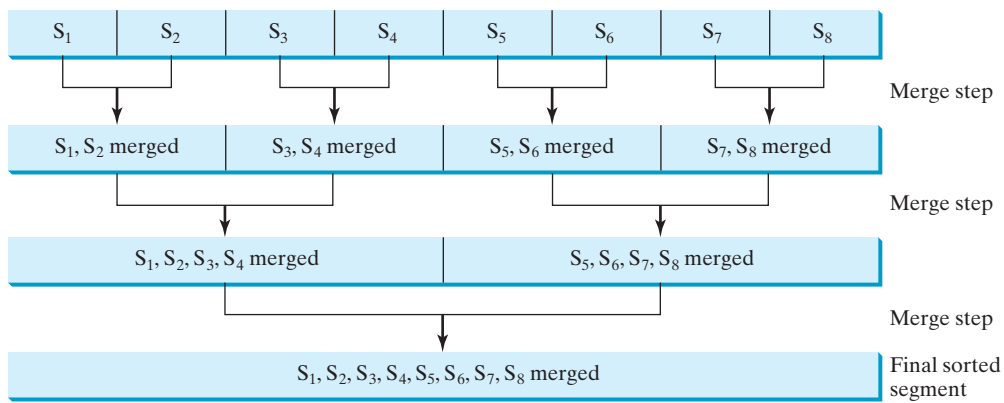 S₁ S₂ S₃ S₄ S₅ S₆ S₇ S₈
Merge step
S₁, S₂ merged S₃, S₄ merged S₅, S₆ merged S₇, S₈ merged
Merge step
S₁, S₂, S₃, S₄ merged S₅, S₆, S₇, S₈ merged
Merge step
S₁, S₂, S₃, S₄, S₅, S₆, S₇, S₈ merged
Final sorted
segment